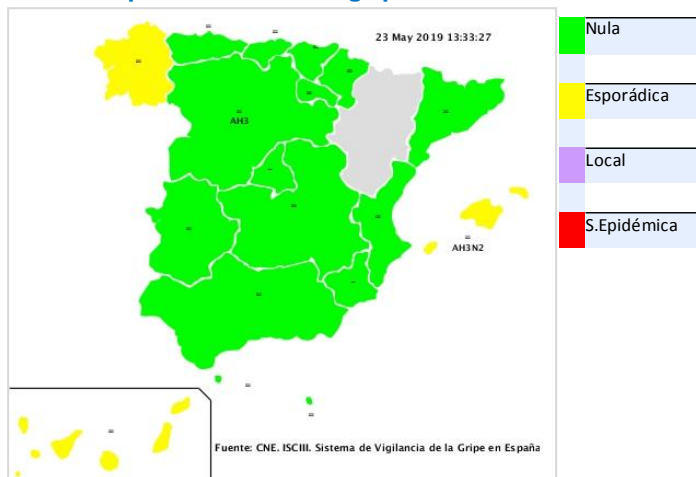 23 May 2019 13:33:27
Nula
Esporádica
Local
S.Epidémica
AH3
AH3N2
Fuente: CNE. ISCIII. Sistema de Vigilancia de la Gripe en España